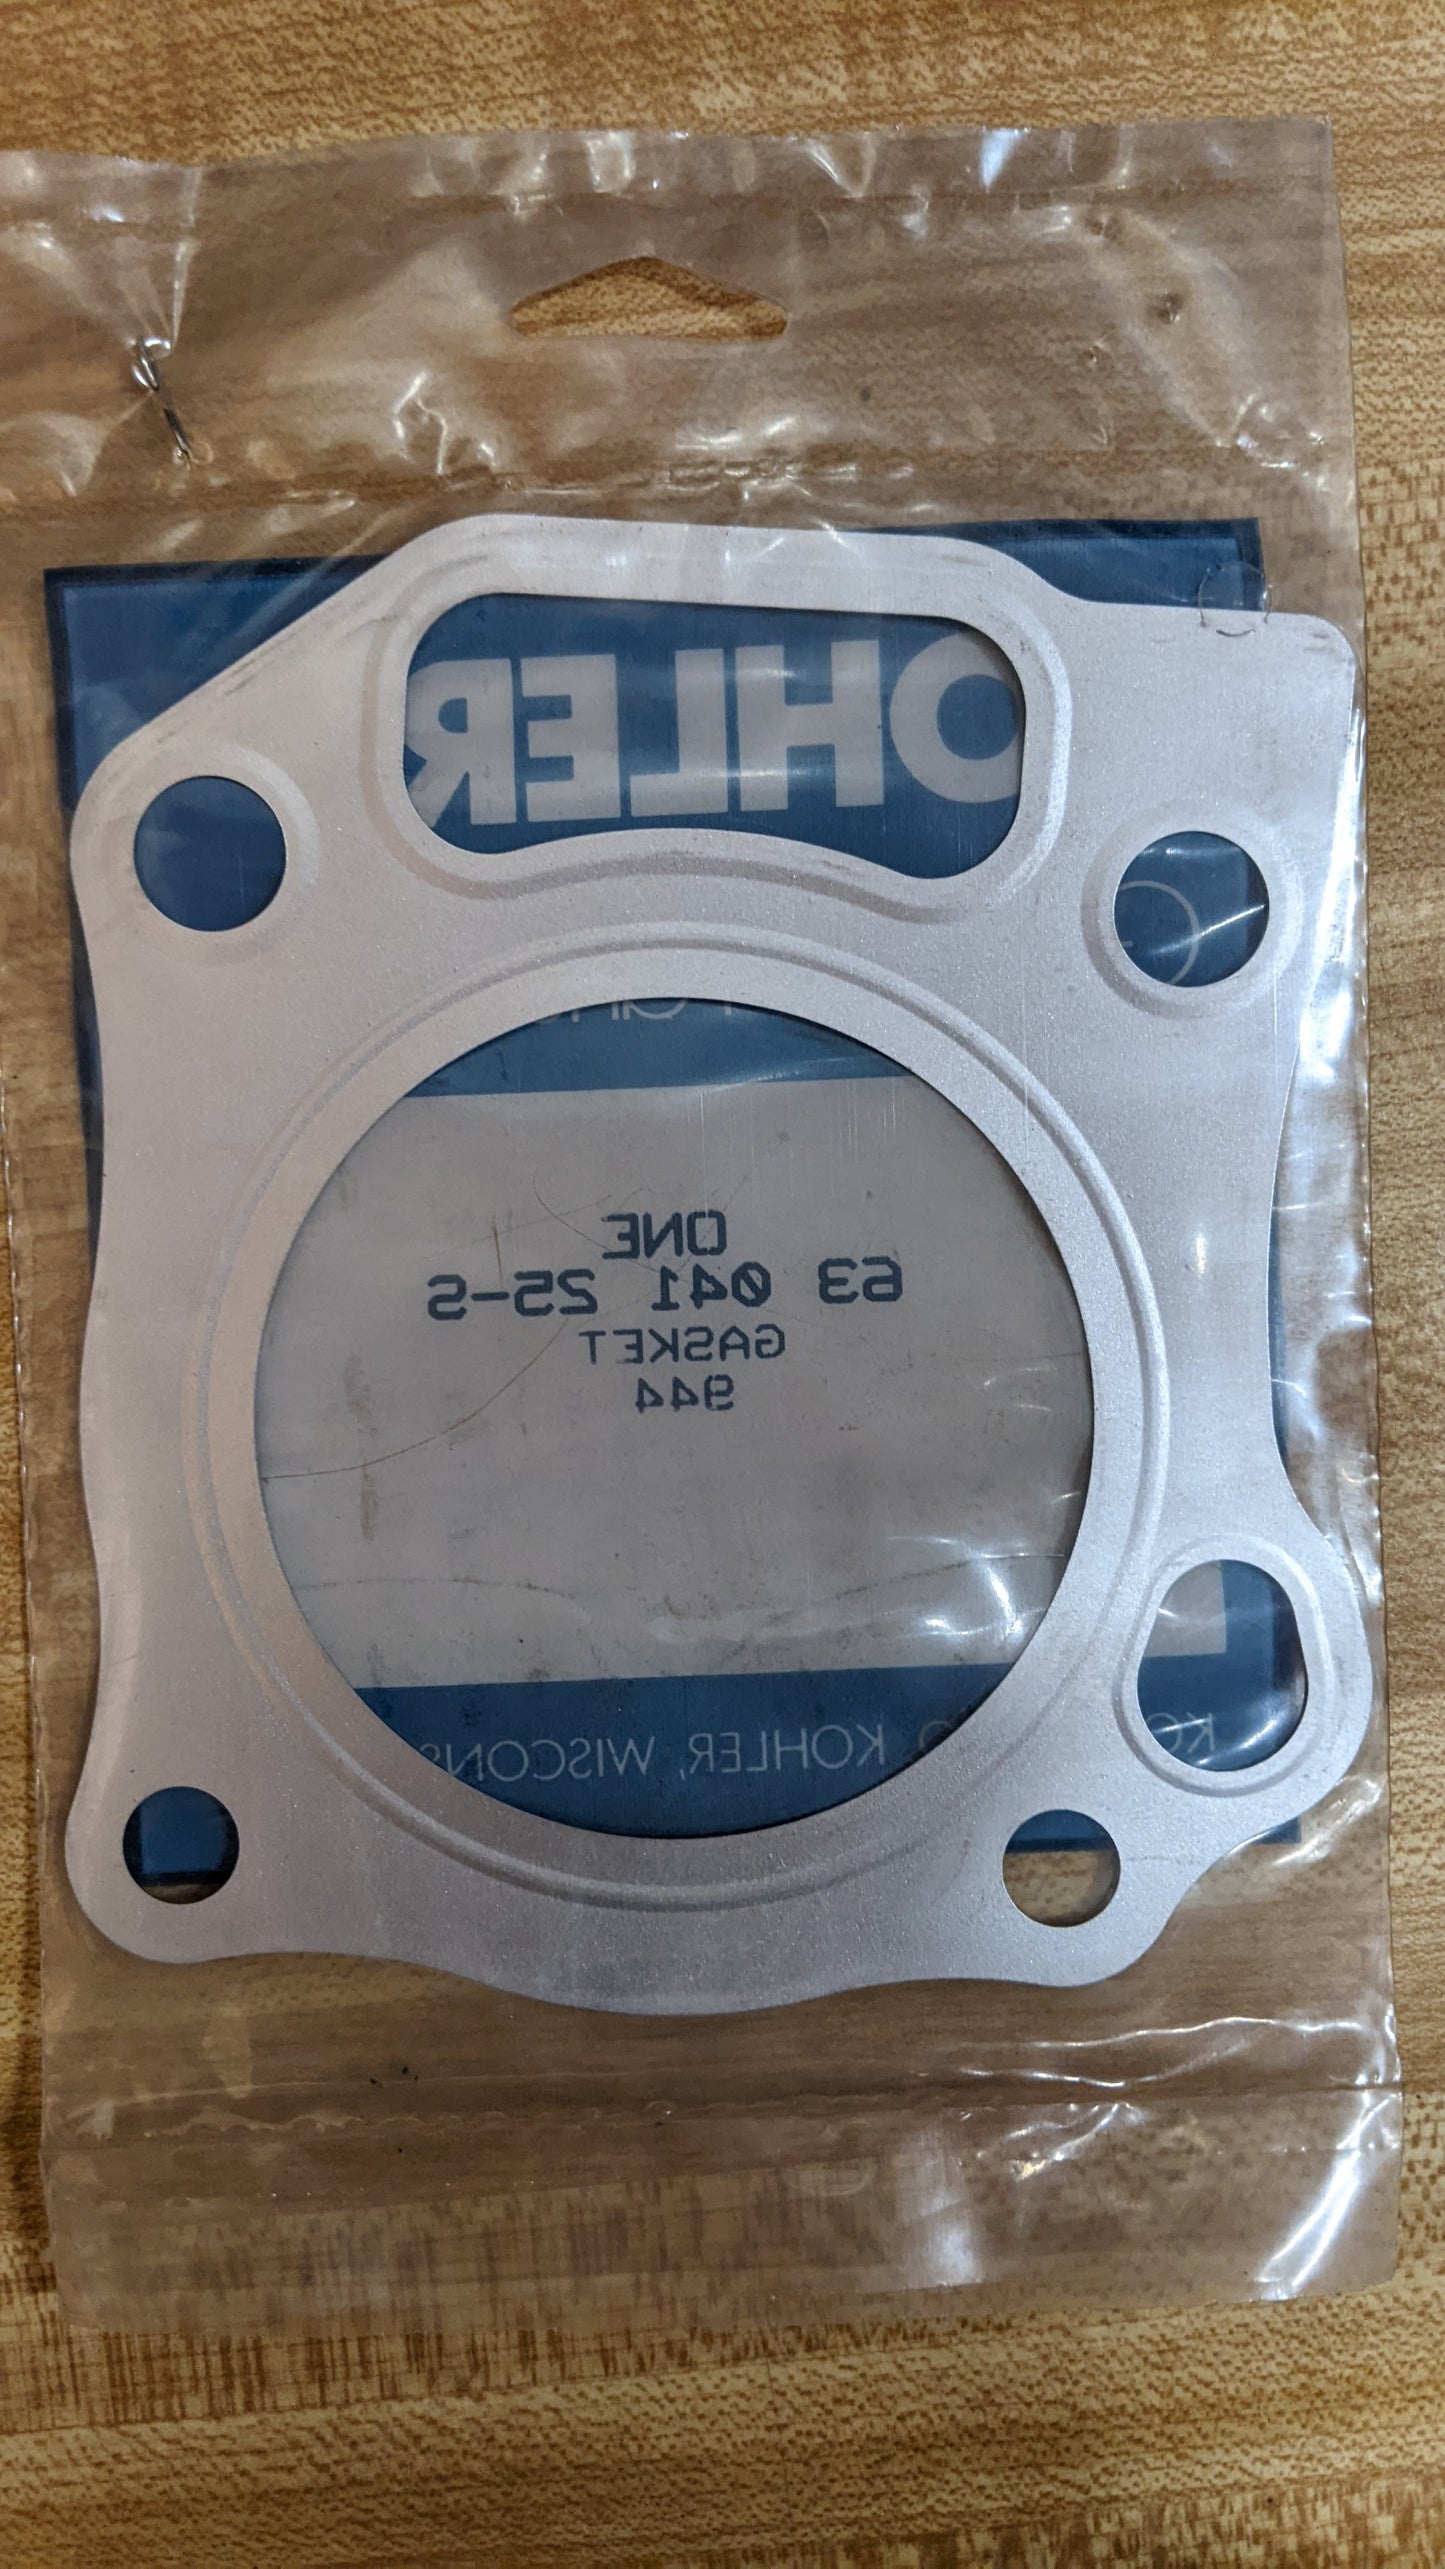 OHLER
ONE
63 041 25-S
GASKET
944
KOHLER, WISCONS